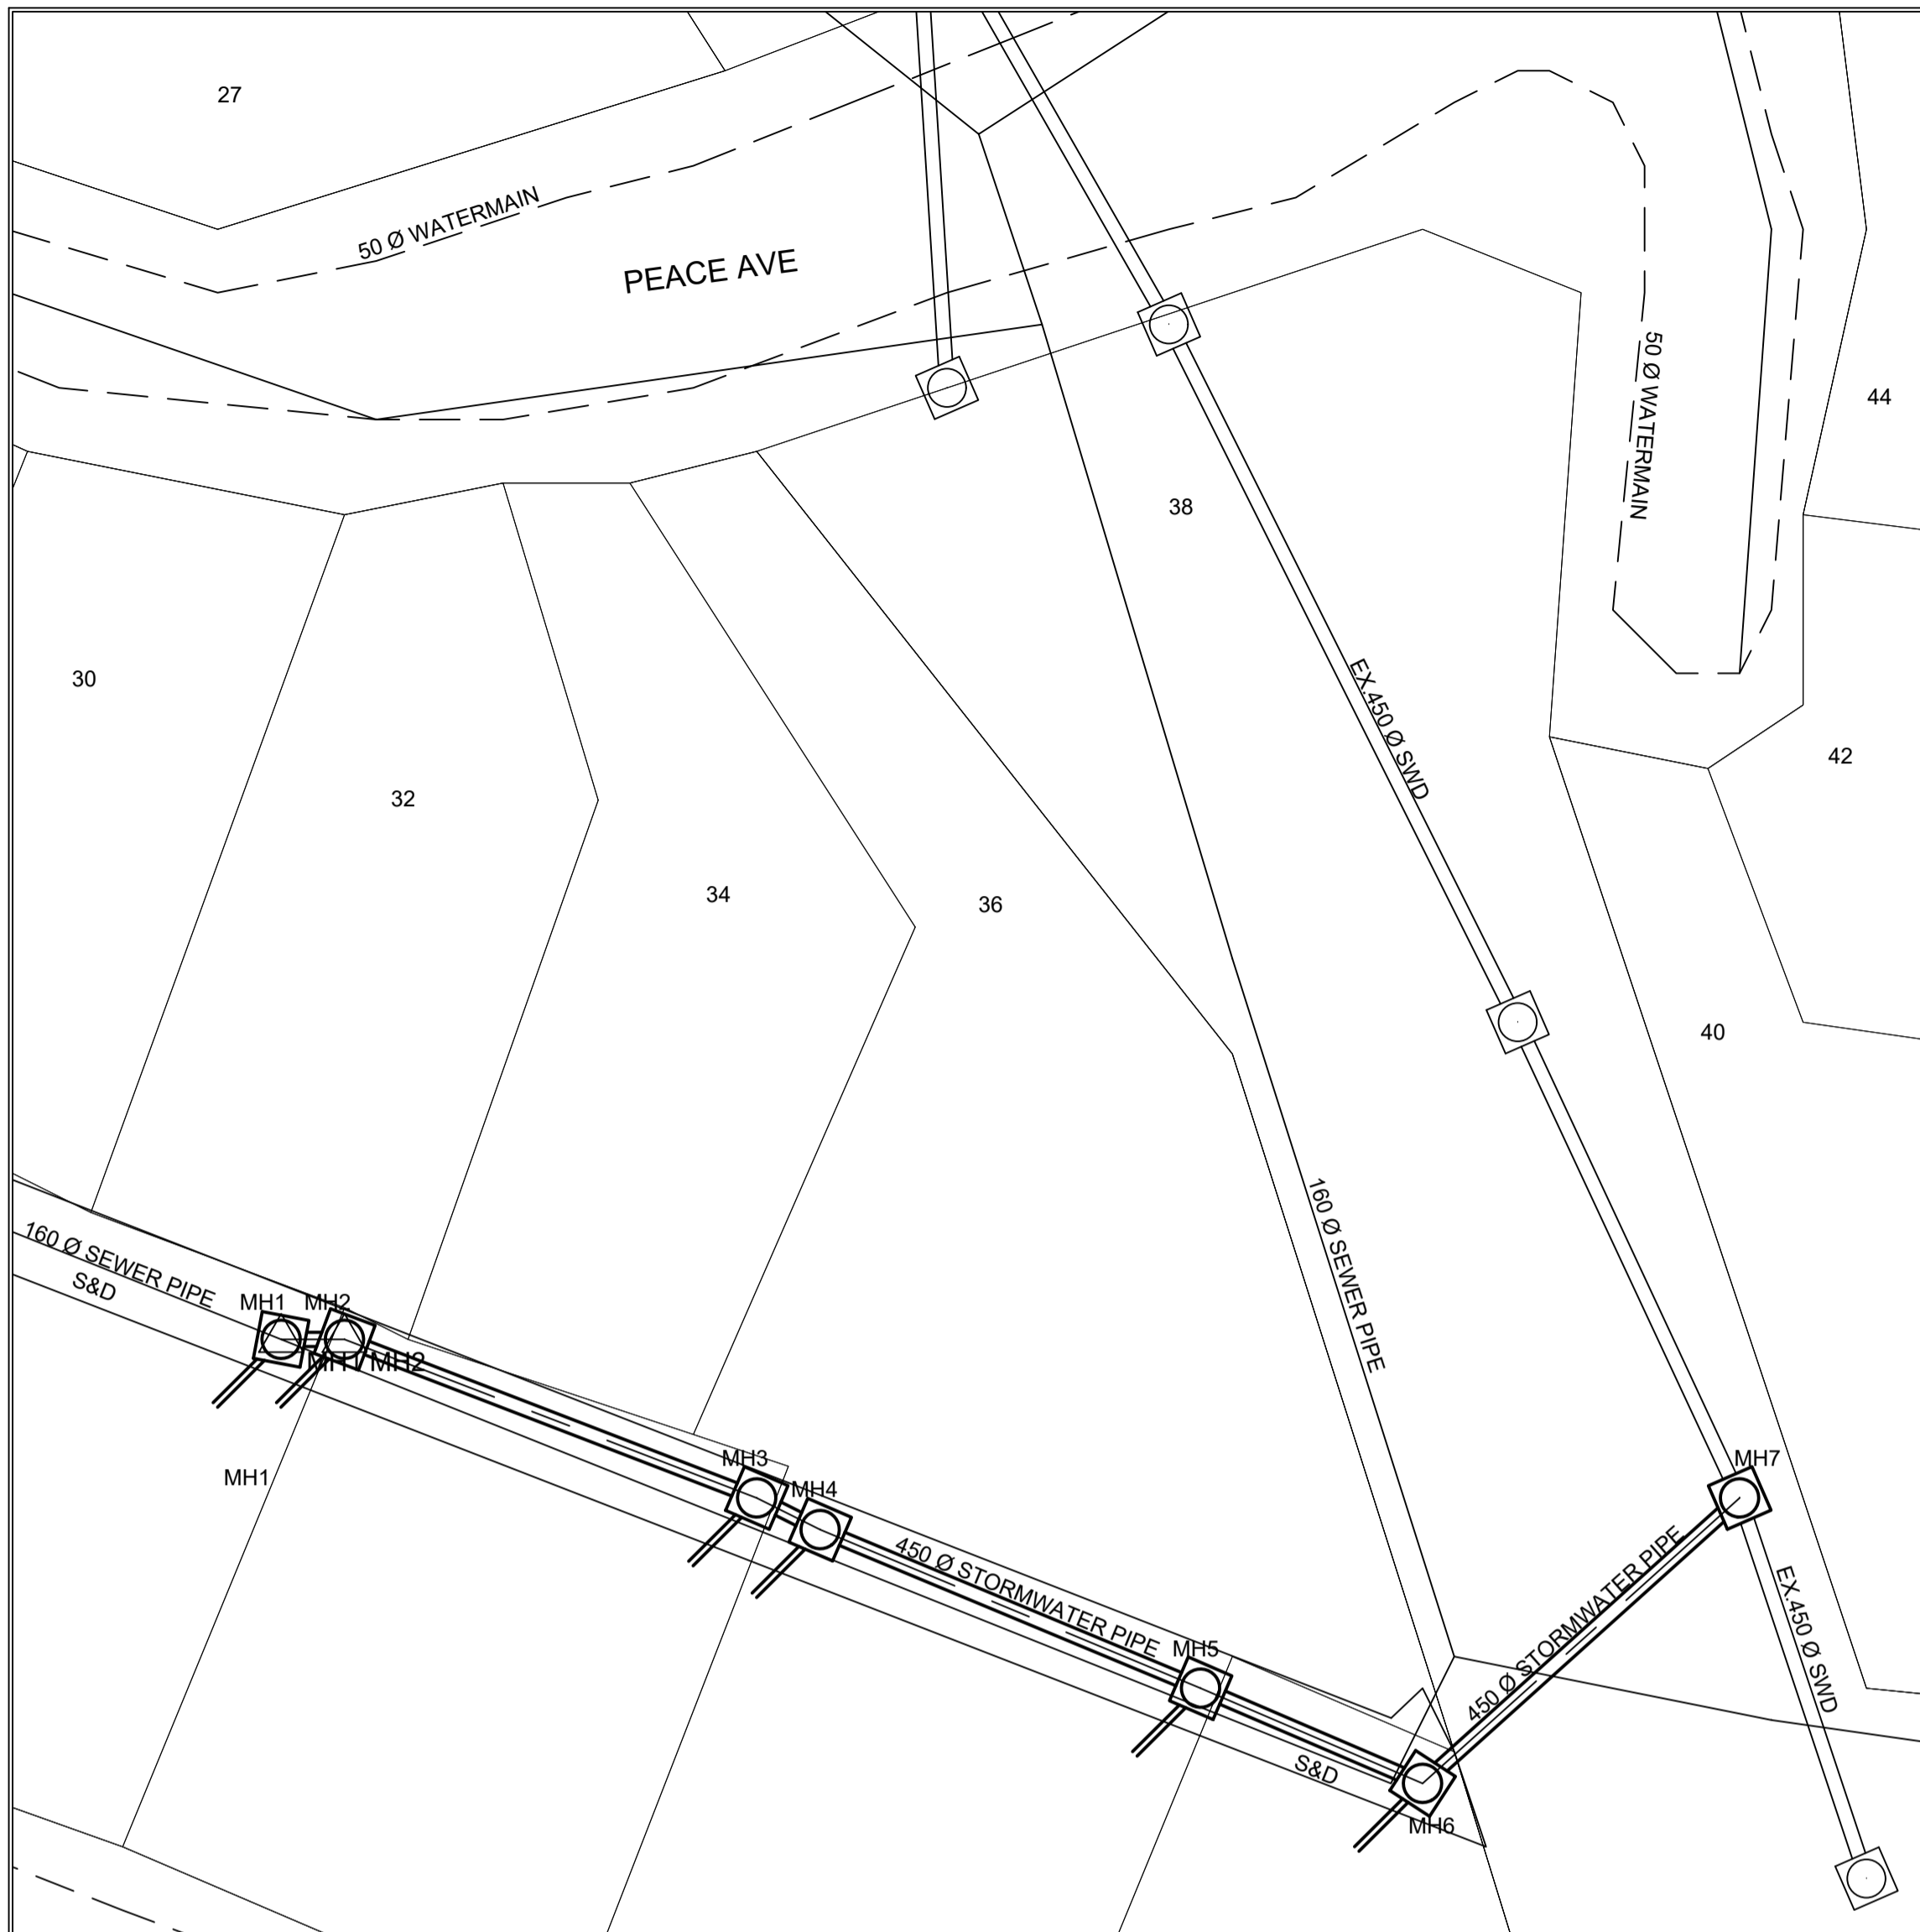 27
50 Ø WATERMAIN
PEACE AVE
50 Ø WATERMAIN
44
38
30
EX.450 Ø SWD
42
32
34
36
40
160 Ø SEWER PIPE
160 Ø SEWER PIPE
S&D
MH1
MH2
MH1
MH2
MH1
MH3
MH4
MH7
450 Ø STORMWATER PIPE
450 Ø STORMWATER PIPE
EX.450 Ø SWD
MH5
S&D
MH6